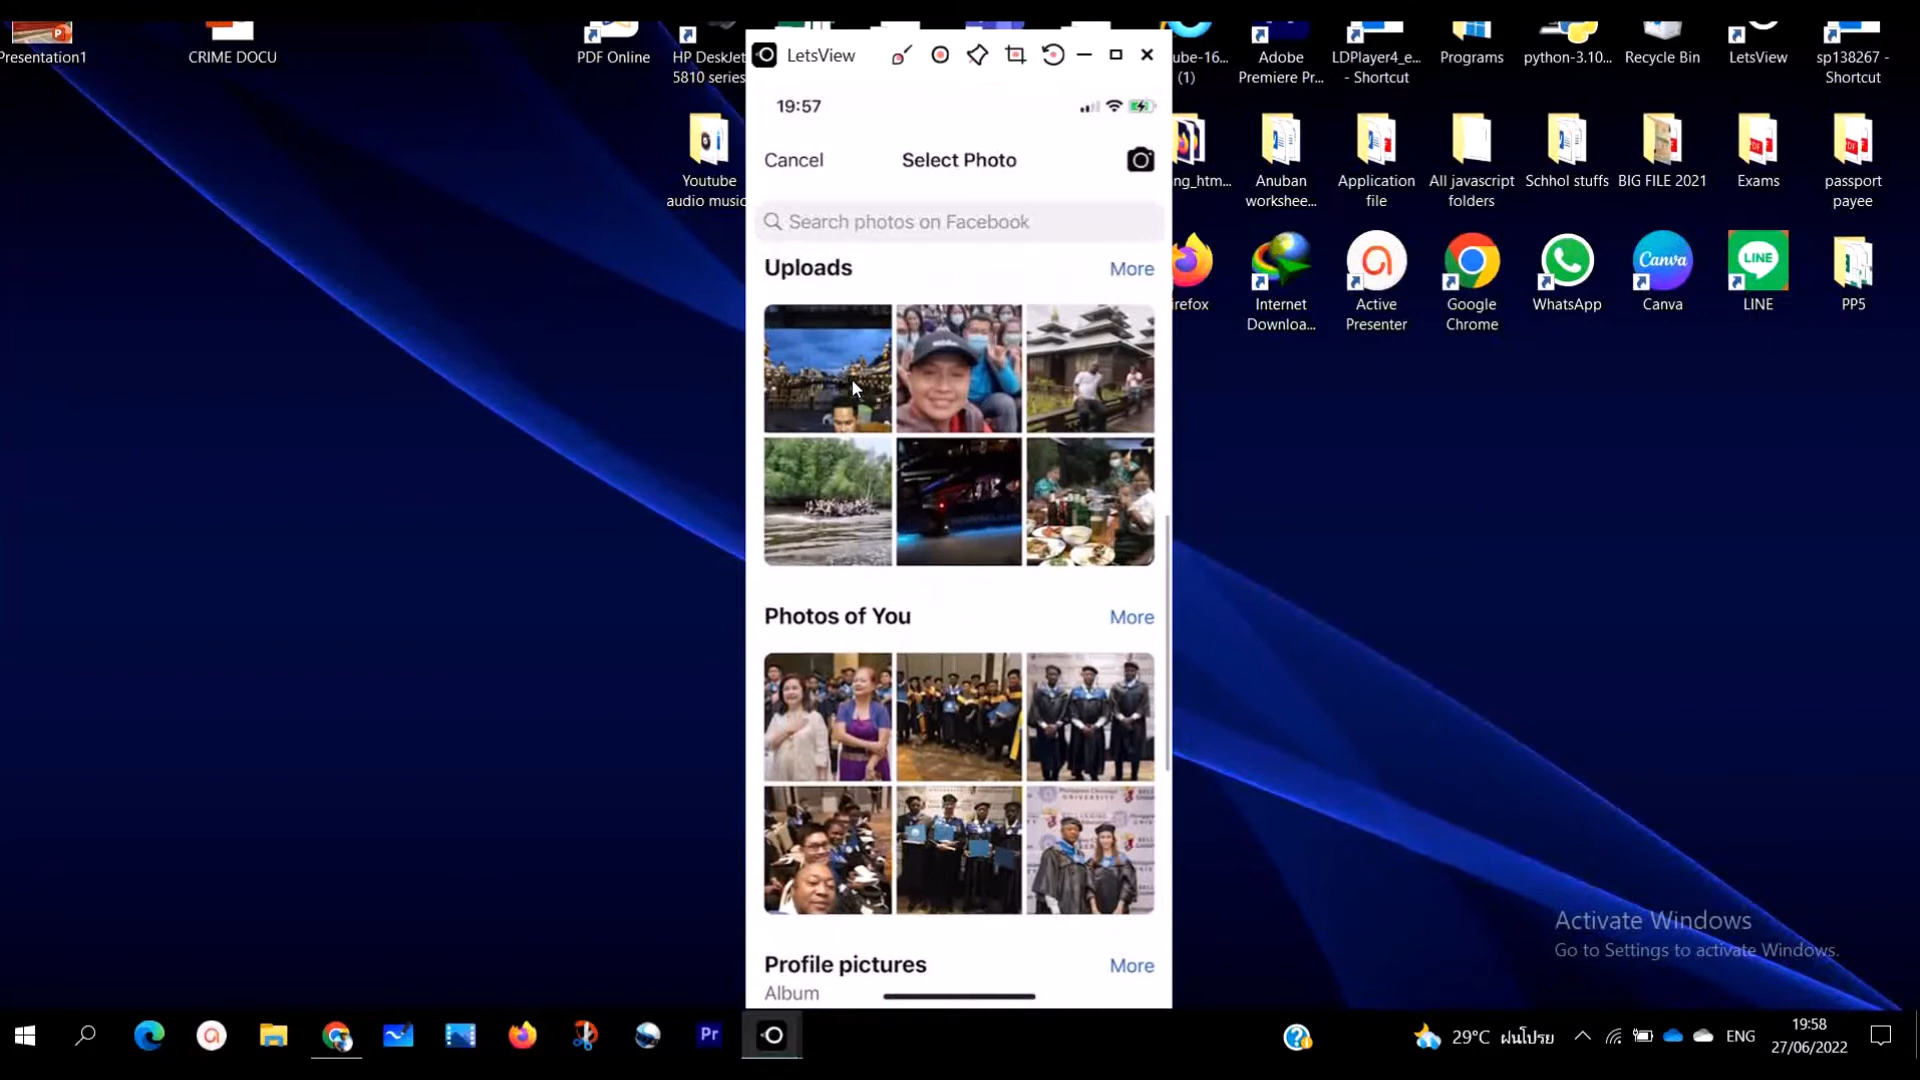 Presentation1
CRIME DOCU
PDF Online
HP DeskJet
5810 series
LetsView
ube-16...
(1)
Adobe
Premiere Pr...
LDPlayer4_e...
- Shortcut
Programs
python-3.10...
Recycle Bin
LetsView
sp138267 -
Shortcut
19:57
Cancel
Select Photo
Youtube
audio music
ng_htm...
Anuban
workshee...
Application
file
All javascript
folders
Schhol stuffs
BIG FILE 2021
Exams
passport
payee
Search photos on Facebook
Uploads
More
irefox
Internet
Downloa...
Active
Presenter
Google
Chrome
WhatsApp
Canva
Canva
LINE
LINE
PP5
Photos of You
More
Profile pictures
More
Album
Activate Windows
Go to Settings to activate Windows.
Pr
29°C ฝนโปรย
ENG
19:58
27/06/2022